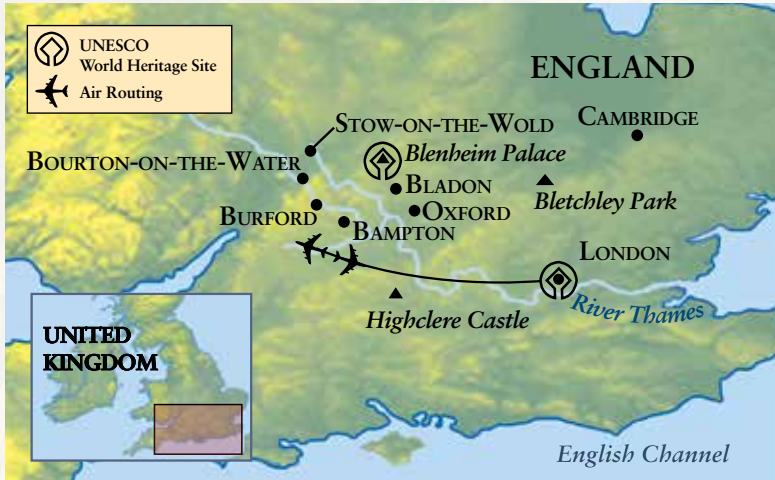 UNESCO
World Heritage Site
Air Routing
ENGLAND
CAMBRIDGE
STOW-ON-THE-WOLD
Blenheim Palace
BOURTON-ON-THE-WATER
BLADON
Bletchley Park
BURFORD
OXFORD
BAMPTON
LONDON
River Thames
Highclere Castle
UNITED
KINGDOM
English Channel